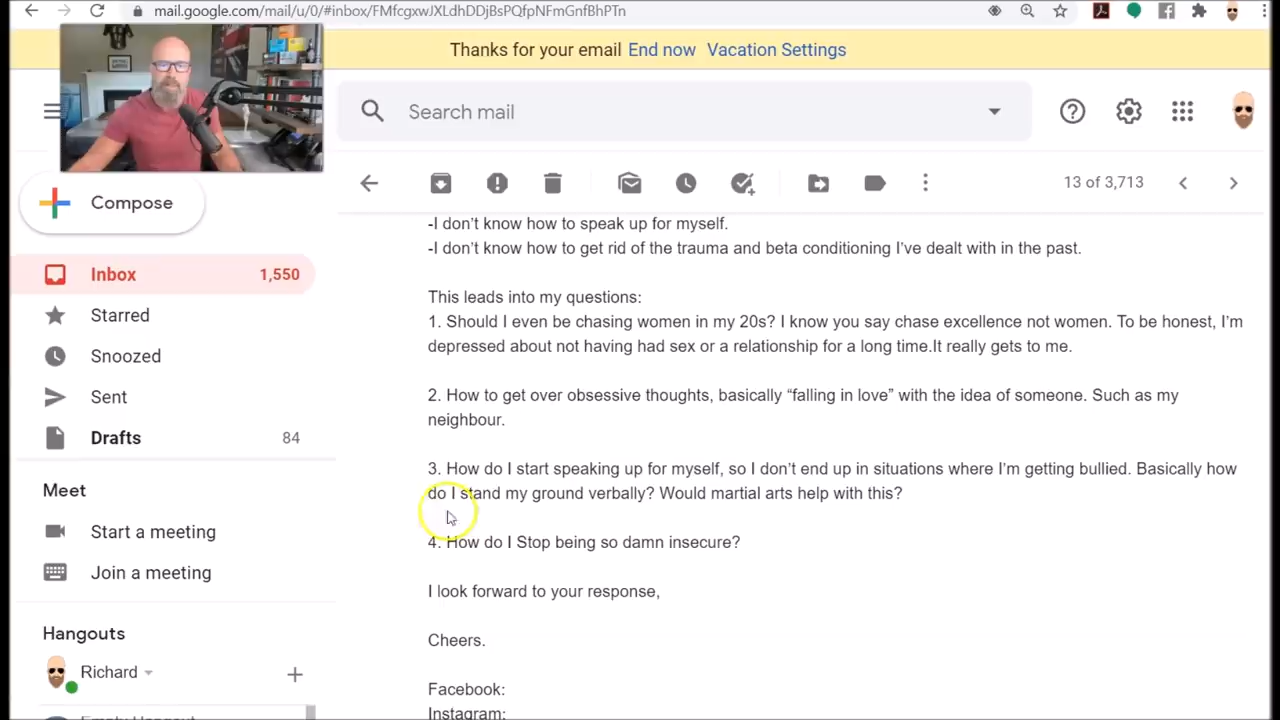 mail.google.com/mail/u/0/#inbox/FMfcgxwJXLdhDDjBsPQfpNFmGnfBhPTn
Thanks for your email End now Vacation Settings
Search mail
13 of 3,713
Compose
Inbox 1,550
Starred
Snoozed
Sent
Drafts 84
Meet
Start a meeting
Join a meeting
Hangouts
Richard
-I don’t know how to speak up for myself.
-I don’t know how to get rid of the trauma and beta conditioning I’ve dealt with in the past.
This leads into my questions:
1. Should I even be chasing women in my 20s? I know you say chase excellence not women. To be honest, I’m
depressed about not having had sex or a relationship for a long time.It really gets to me.
2. How to get over obsessive thoughts, basically “falling in love” with the idea of someone. Such as my
neighbour.
3. How do I start speaking up for myself, so I don’t end up in situations where I’m getting bullied. Basically how
do I stand my ground verbally? Would martial arts help with this?
4. How do I Stop being so damn insecure?
I look forward to your response,
Cheers.
Facebook:
Instagram: